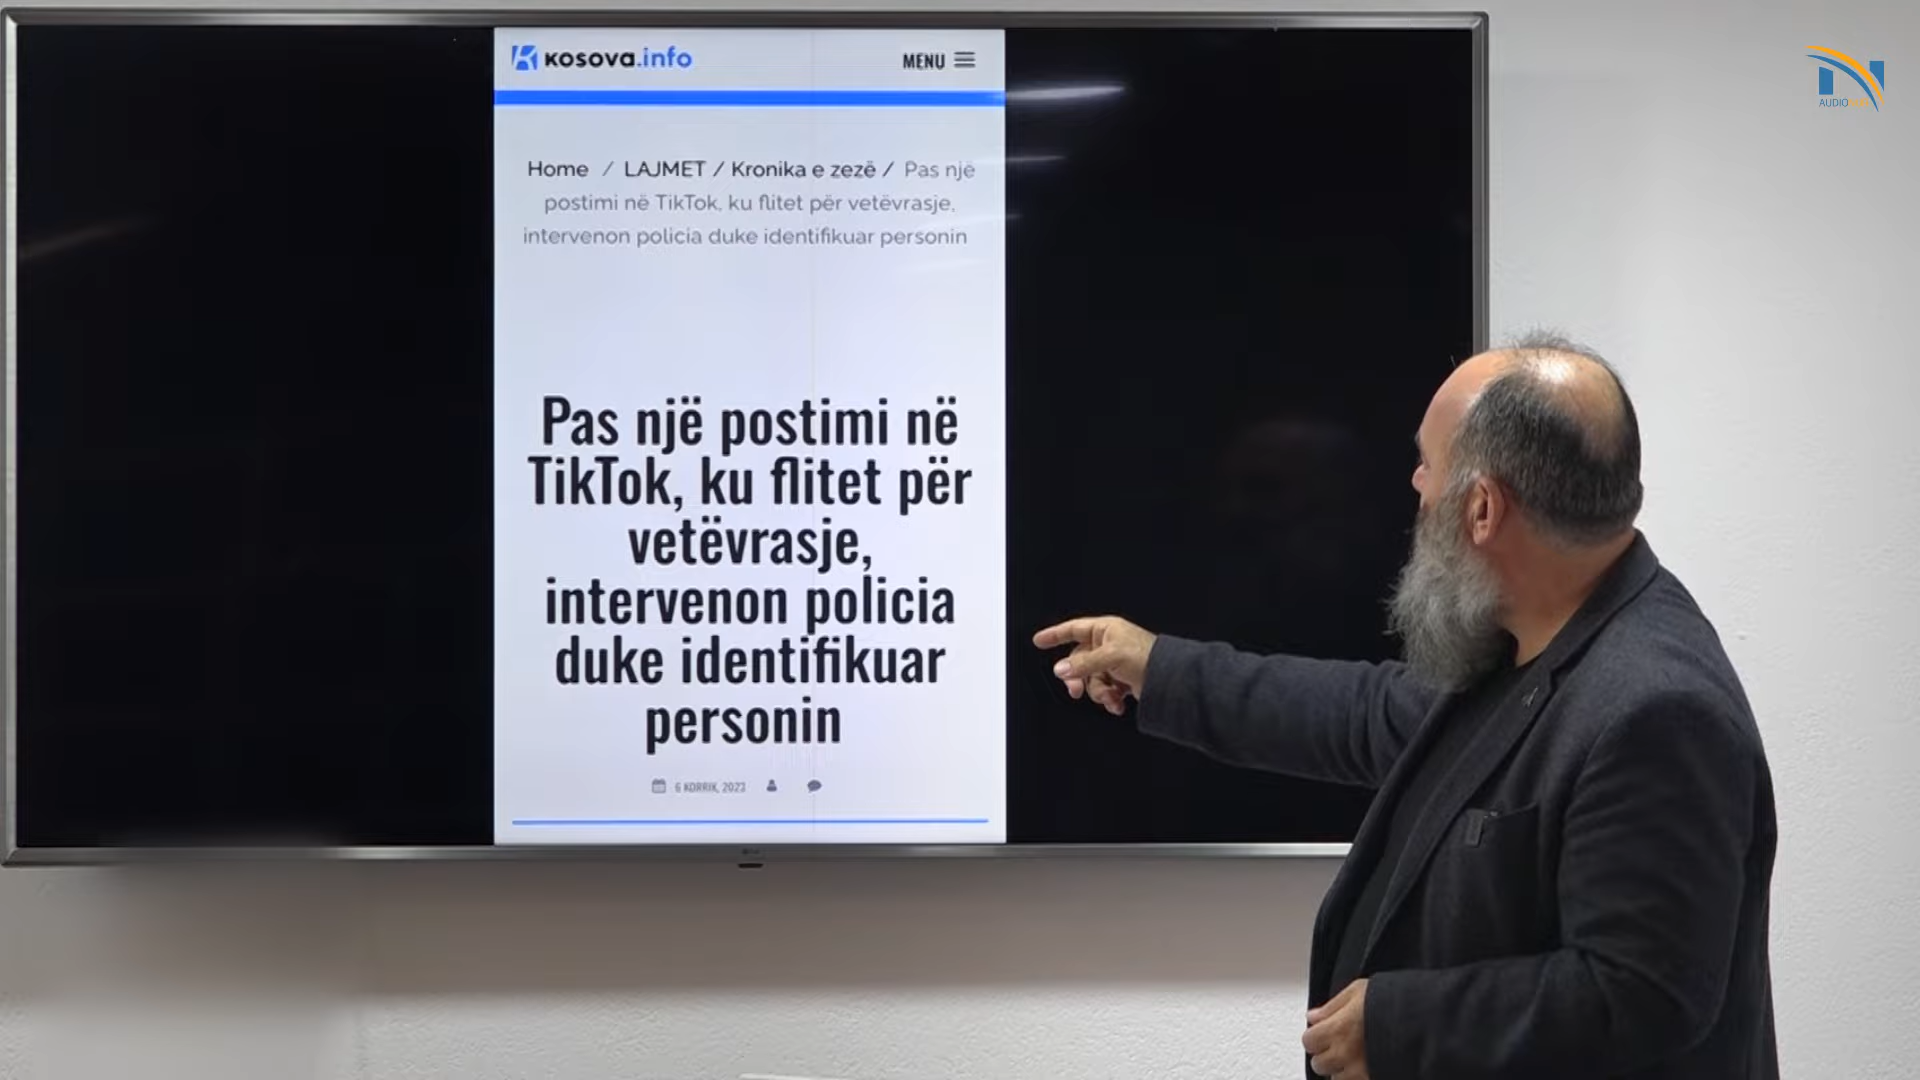 KOSOVA.info
MENU
AUDIO
Home / LAJMET / Kronika e zezë / Pas një
postimi në TikTok, ku flitet për vetëvrasje,
intervenon policia duke identifikuar personin
Pas një postimi në
TikTok, ku flitet për
vetëvrasje,
intervenon policia
duke identifikuar
personin
6 KORRIK, 2023